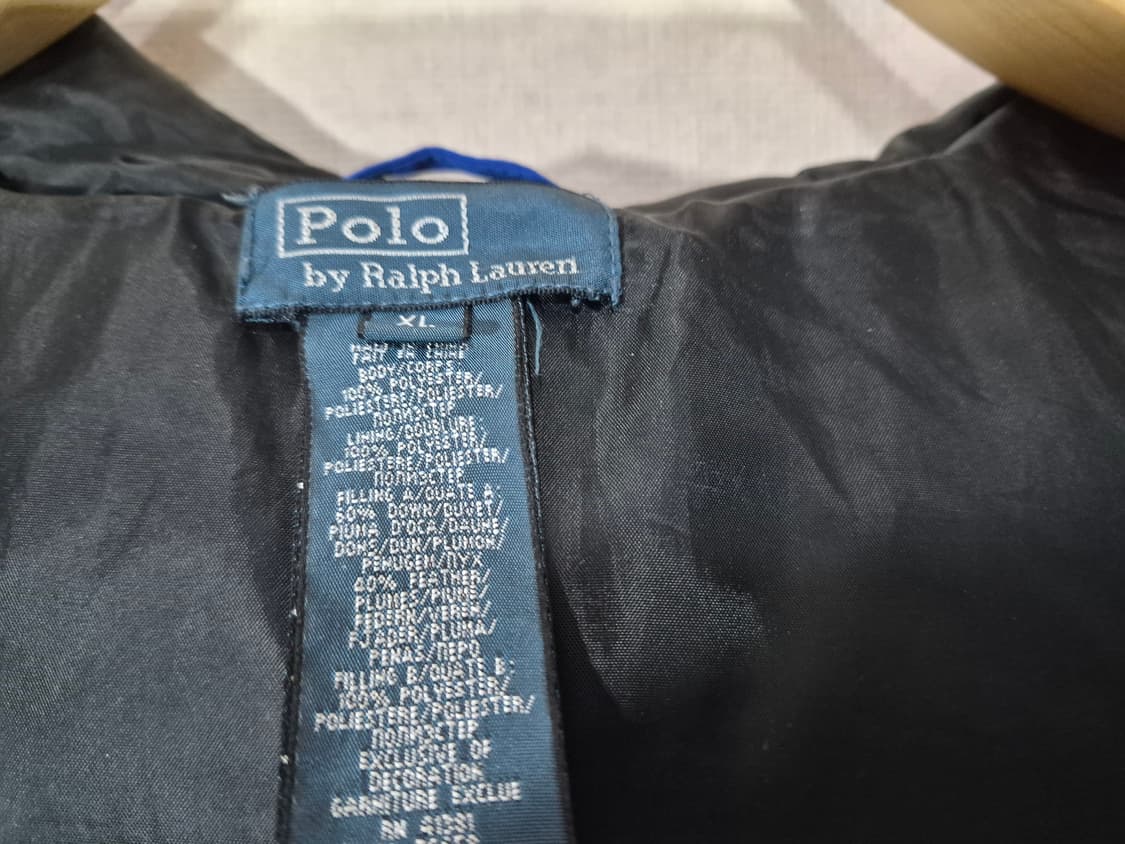 Polo
by Ralph Lauren
XL
BODY/CORPS
100% POLYESTER/
POLIESTERE/POLIESTER/
ПОЛИЭСТЕР
LINING/DOUBLURE
100% POLYESTER/
POLIESTERE/POLIESTER/
ПОЛИЭСТЕР
FILLING A/OUATE A:
60% DOWN/DUVET/
PIUMA D'OCA/DAUNE/
DONS/DUN/PLUMON/
PENUGEM/ПУХ
40% FEATHER/
PLUMES/PIUME/
FEDERN/VEREN/
FJADER/PLUMA/
PENAS/ПЕРО
FILLING B/OUATE B:
100% POLYESTER/
POLIESTERE/POLIESTER/
ПОЛИЭСТЕР
EXCLUSIVE OF
DECORATION
GARNITURE EXCLUE
RN 41381